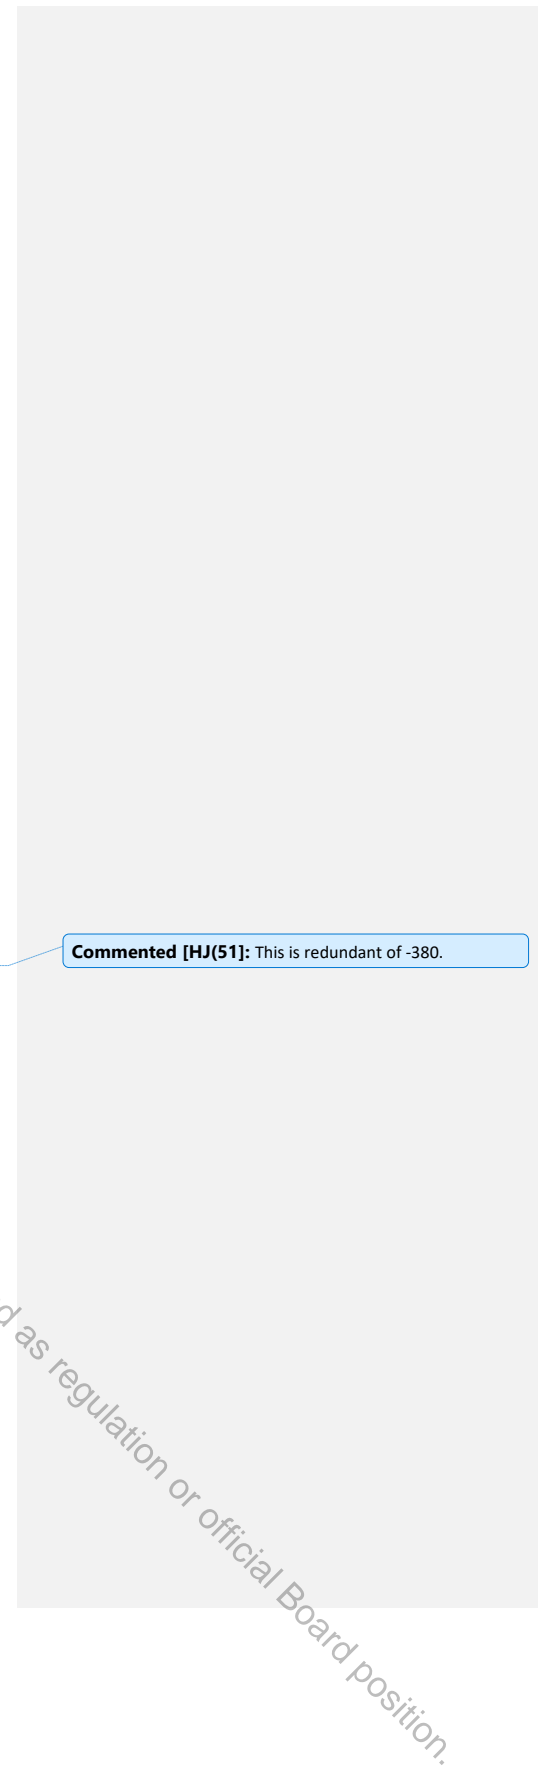 Commented [HJ(51]: This is redundant of -380.
as regulation or official Board position.